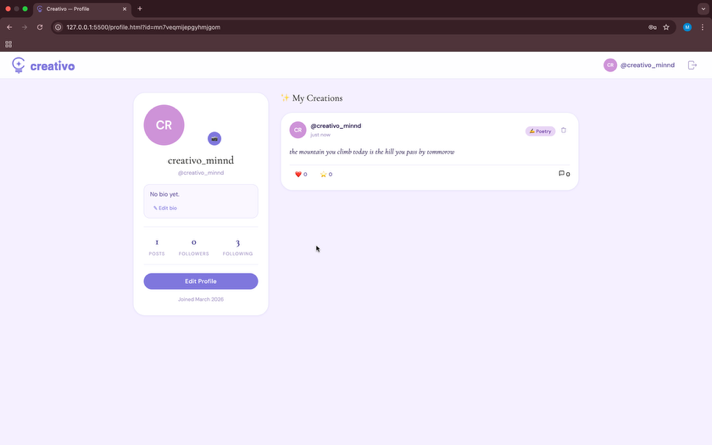 Creativo — Profile
127.0.0.1:5500/profile.html?id=mn7veqmijepgyhmjgom
U
creativo
CR @creativo_minnd
CR
creativo_minnd
@creativo_minnd
No bio yet.
✎ Edit bio
1 0 3
POSTS FOLLOWERS FOLLOWING
Edit Profile
Joined March 2026
✨ My Creations
CR @creativo_minnd
just now
Poetry
the mountain you climb today is the hill you pass by tommorow
❤️ 0 0 0